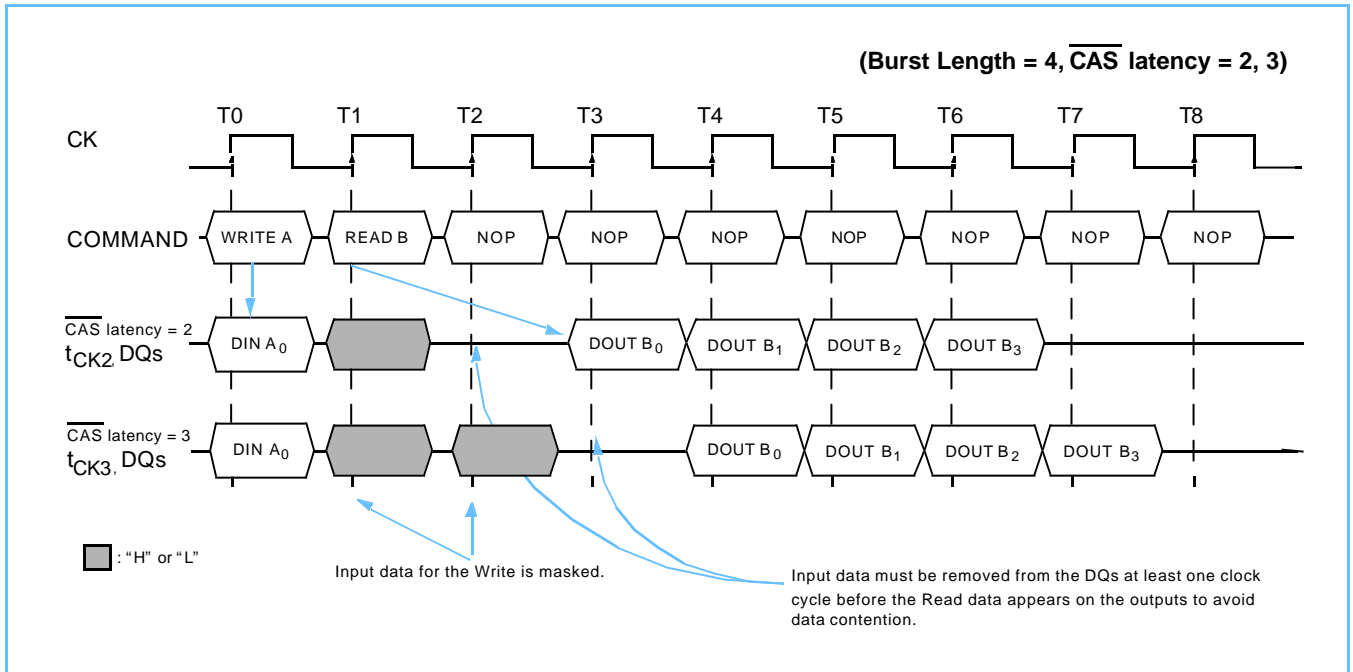 (Burst Length = 4, CAS latency = 2, 3)
T0 T1 T2 T3 T4 T5 T6 T7 T8
CK
COMMAND WRITE A READ B NOP NOP NOP NOP NOP NOP NOP
CAS latency = 2
tCK2, DQs DIN A0 DOUT B0 DOUT B1 DOUT B2 DOUT B3
CAS latency = 3
tCK3, DQs DIN A0 DOUT B0 DOUT B1 DOUT B2 DOUT B3
: “H” or “L”
Input data for the Write is masked.
Input data must be removed from the DQs at least one clock
cycle before the Read data appears on the outputs to avoid
data contention.